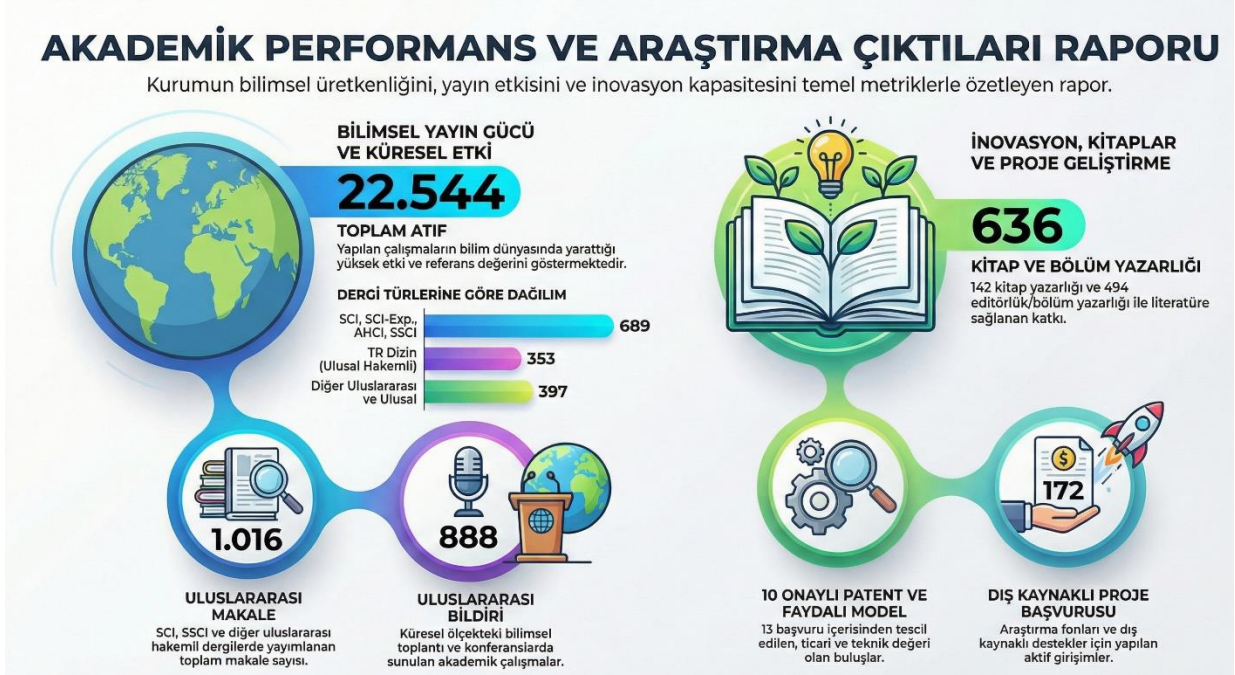 AKADEMİK PERFORMANS VE ARAŞTIRMA ÇIKTILARI RAPORU
Kurumun bilimsel üretkenliğini, yayın etkisini ve inovasyon kapasitesini temel metriklerle özetleyen rapor.
BİLİMSEL YAYIN GÜCÜ
VE KÜRESEL ETKİ
22.544
TOPLAM ATIF
Yapılan çalışmaların bilim dünyasında yarattığı
yüksek etki ve referans değerini göstermektedir.
DERGİ TÜRLERİNE GÖRE DAĞILIM
SCI, SCI-Exp.,
AHCI, SSCI
689
TR Dizin
(Ulusal Hakemli)
353
Diğer Uluslararası
ve Ulusal
397
1.016
ULUSLARARASI
MAKALE
SCI, SSCI ve diğer uluslararası
hakemil dergilerde yayımlanan
toplam makale sayısı.
888
ULUSLARARASI
BİLDİRİ
Küresel ölçekteki bilimsel
toplantı ve konferansiarda
sunulan akademik çalışmalar.
İNOVASYON, KİTAPLAR
VE PROJE GELİŞTİRME
636
KİTAP VE BÖLÜM YAZARLIĞI
142 kitap yazarlığı ve 494
editörlük/bölüm yazarlığı ile literatüre
sağlanan katkı.
10 ONAYLI PATENT VE
FAYDALI MODEL
13 başvuru içerisinden tescil
edilen, ticari ve teknik değeri
olan buluşlar.
$
172
DIŞ KAYNAKLI PROJE
BAŞVURUSU
Araştırma fonları ve dış
kaynaklı destekler için yapılan
aktif girişimler.